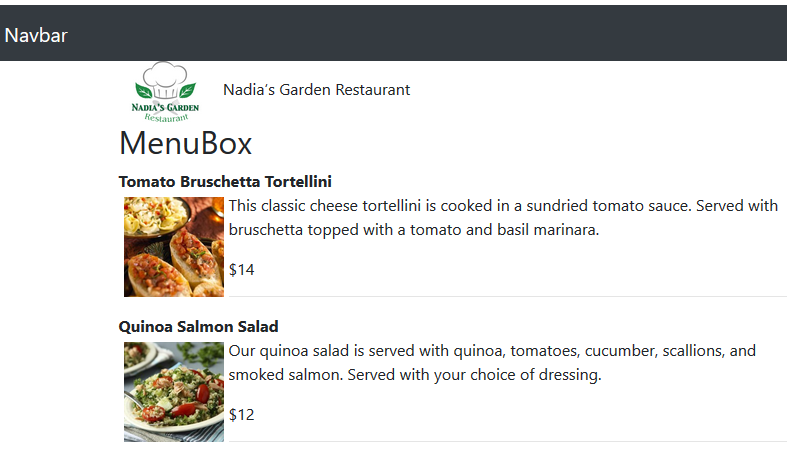 Navbar
NADIA'S GARDEN
Restaurant
Nadia's Garden Restaurant
MenuBox
Tomato Bruschetta Tortellini
This classic cheese tortellini is cooked in a sundried tomato sauce. Served with
bruschetta topped with a tomato and basil marinara.
$14
Quinoa Salmon Salad
Our quinoa salad is served with quinoa, tomatoes, cucumber, scallions, and
smoked salmon. Served with your choice of dressing.
$12